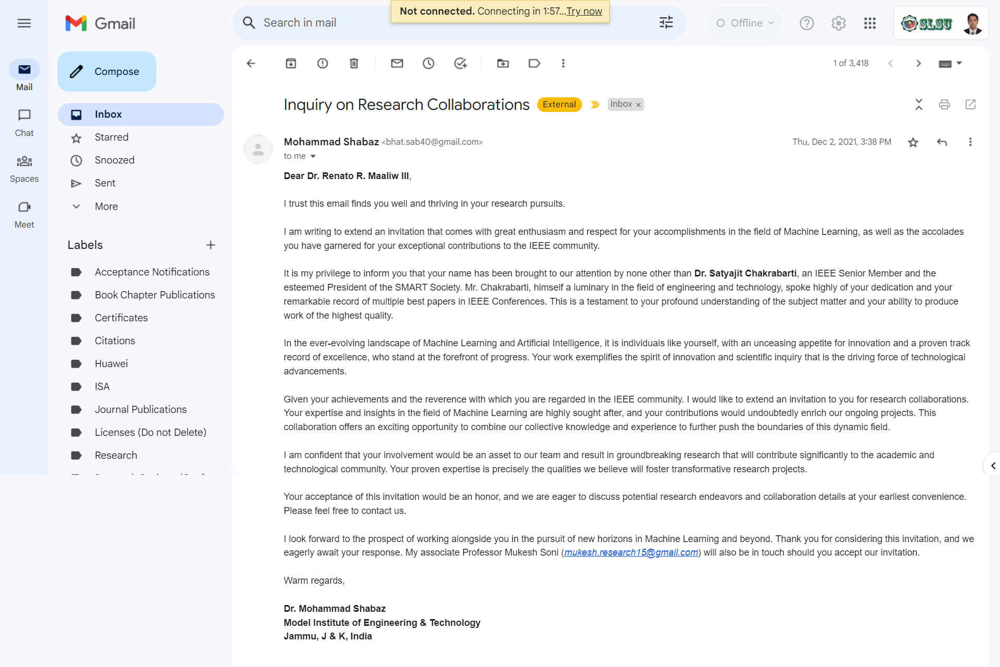 Not connected. Connecting in 1:57...Try now
Gmail
Search in mail
Offline
SLSU
Compose
Mail
Chat
Spaces
Meet
Inbox
Starred
Snoozed
Sent
More
Labels
Acceptance Notifications
Book Chapter Publications
Certificates
Citations
Huawei
ISA
Journal Publications
Licenses (Do not Delete)
Research
1 of 3,418
Inquiry on Research Collaborations External Inbox ×
Mohammad Shabaz <bhat.sab40@gmail.com>
Thu, Dec 2, 2021, 3:38 PM
to me
Dear Dr. Renato R. Maaliw III,
I trust this email finds you well and thriving in your research pursuits.
I am writing to extend an invitation that comes with great enthusiasm and respect for your accomplishments in the field of Machine Learning, as well as the accolades
you have garnered for your exceptional contributions to the IEEE community.
It is my privilege to inform you that your name has been brought to our attention by none other than Dr. Satyajit Chakrabarti, an IEEE Senior Member and the
esteemed President of the SMART Society. Mr. Chakrabarti, himself a luminary in the field of engineering and technology, spoke highly of your dedication and your
remarkable record of multiple best papers in IEEE Conferences. This is a testament to your profound understanding of the subject matter and your ability to produce
work of the highest quality.
In the ever-evolving landscape of Machine Learning and Artificial Intelligence, it is individuals like yourself, with an unceasing appetite for innovation and a proven track
record of excellence, who stand at the forefront of progress. Your work exemplifies the spirit of innovation and scientific inquiry that is the driving force of technological
advancements.
Given your achievements and the reverence with which you are regarded in the IEEE community. I would like to extend an invitation to you for research collaborations.
Your expertise and insights in the field of Machine Learning are highly sought after, and your contributions would undoubtedly enrich our ongoing projects. This
collaboration offers an exciting opportunity to combine our collective knowledge and experience to further push the boundaries of this dynamic field.
I am confident that your involvement would be an asset to our team and result in groundbreaking research that will contribute significantly to the academic and
technological community. Your proven expertise is precisely the qualities we believe will foster transformative research projects.
Your acceptance of this invitation would be an honor, and we are eager to discuss potential research endeavors and collaboration details at your earliest convenience.
Please feel free to contact us.
I look forward to the prospect of working alongside you in the pursuit of new horizons in Machine Learning and beyond. Thank you for considering this invitation, and we
eagerly await your response. My associate Professor Mukesh Soni (mukesh.research15@gmail.com) will also be in touch should you accept our invitation.
Warm regards,
Dr. Mohammad Shabaz
Model Institute of Engineering & Technology
Jammu, J & K, India